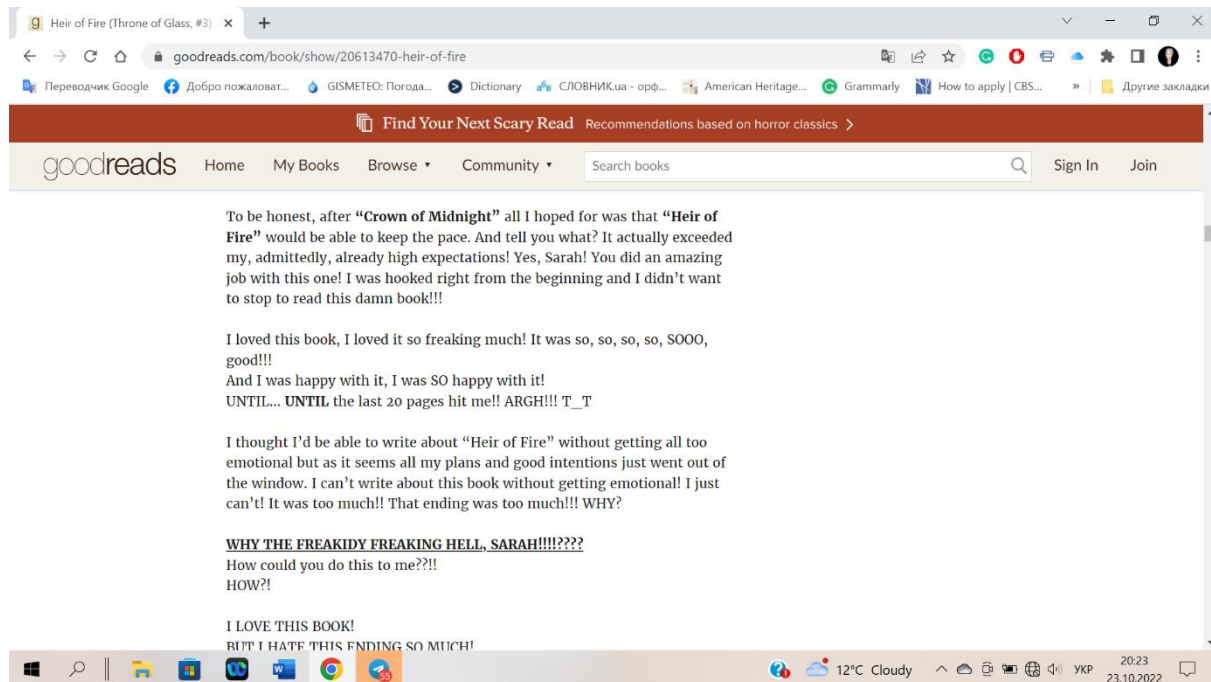 Heir of Fire (Throne of Glass, #3)
goodreads.com/book/show/20613470-heir-of-fire
Переводчик Google
Добро пожаловат...
GISMETEO: Погода...
Dictionary
СЛОВНИК.ua - орф...
American Heritage...
Grammarly
How to apply | CBS...
»
Другие закладки
Find Your Next Scary Read Recommendations based on horror classics >
goodreads Home My Books Browse Community Search books Sign In Join
To be honest, after “Crown of Midnight” all I hoped for was that “Heir of
Fire” would be able to keep the pace. And tell you what? It actually exceeded
my, admittedly, already high expectations! Yes, Sarah! You did an amazing
job with this one! I was hooked right from the beginning and I didn’t want
to stop to read this damn book!!!
I loved this book, I loved it so freaking much! It was so, so, so, so, SOOO,
good!!!
And I was happy with it, I was SO happy with it!
UNTIL... UNTIL the last 20 pages hit me!! ARGH!!! T_T
I thought I’d be able to write about “Heir of Fire” without getting all too
emotional but as it seems all my plans and good intentions just went out of
the window. I can’t write about this book without getting emotional! I just
can’t! It was too much!! That ending was too much!!! WHY?
WHY THE FREAKIDY FREAKING HELL, SARAH!!!!????
How could you do this to me??!!
HOW?!
I LOVE THIS BOOK!
BUT I HATE THIS ENDING SO MUCH!
55
12°C Cloudy
УКР
20:23
23.10.2022